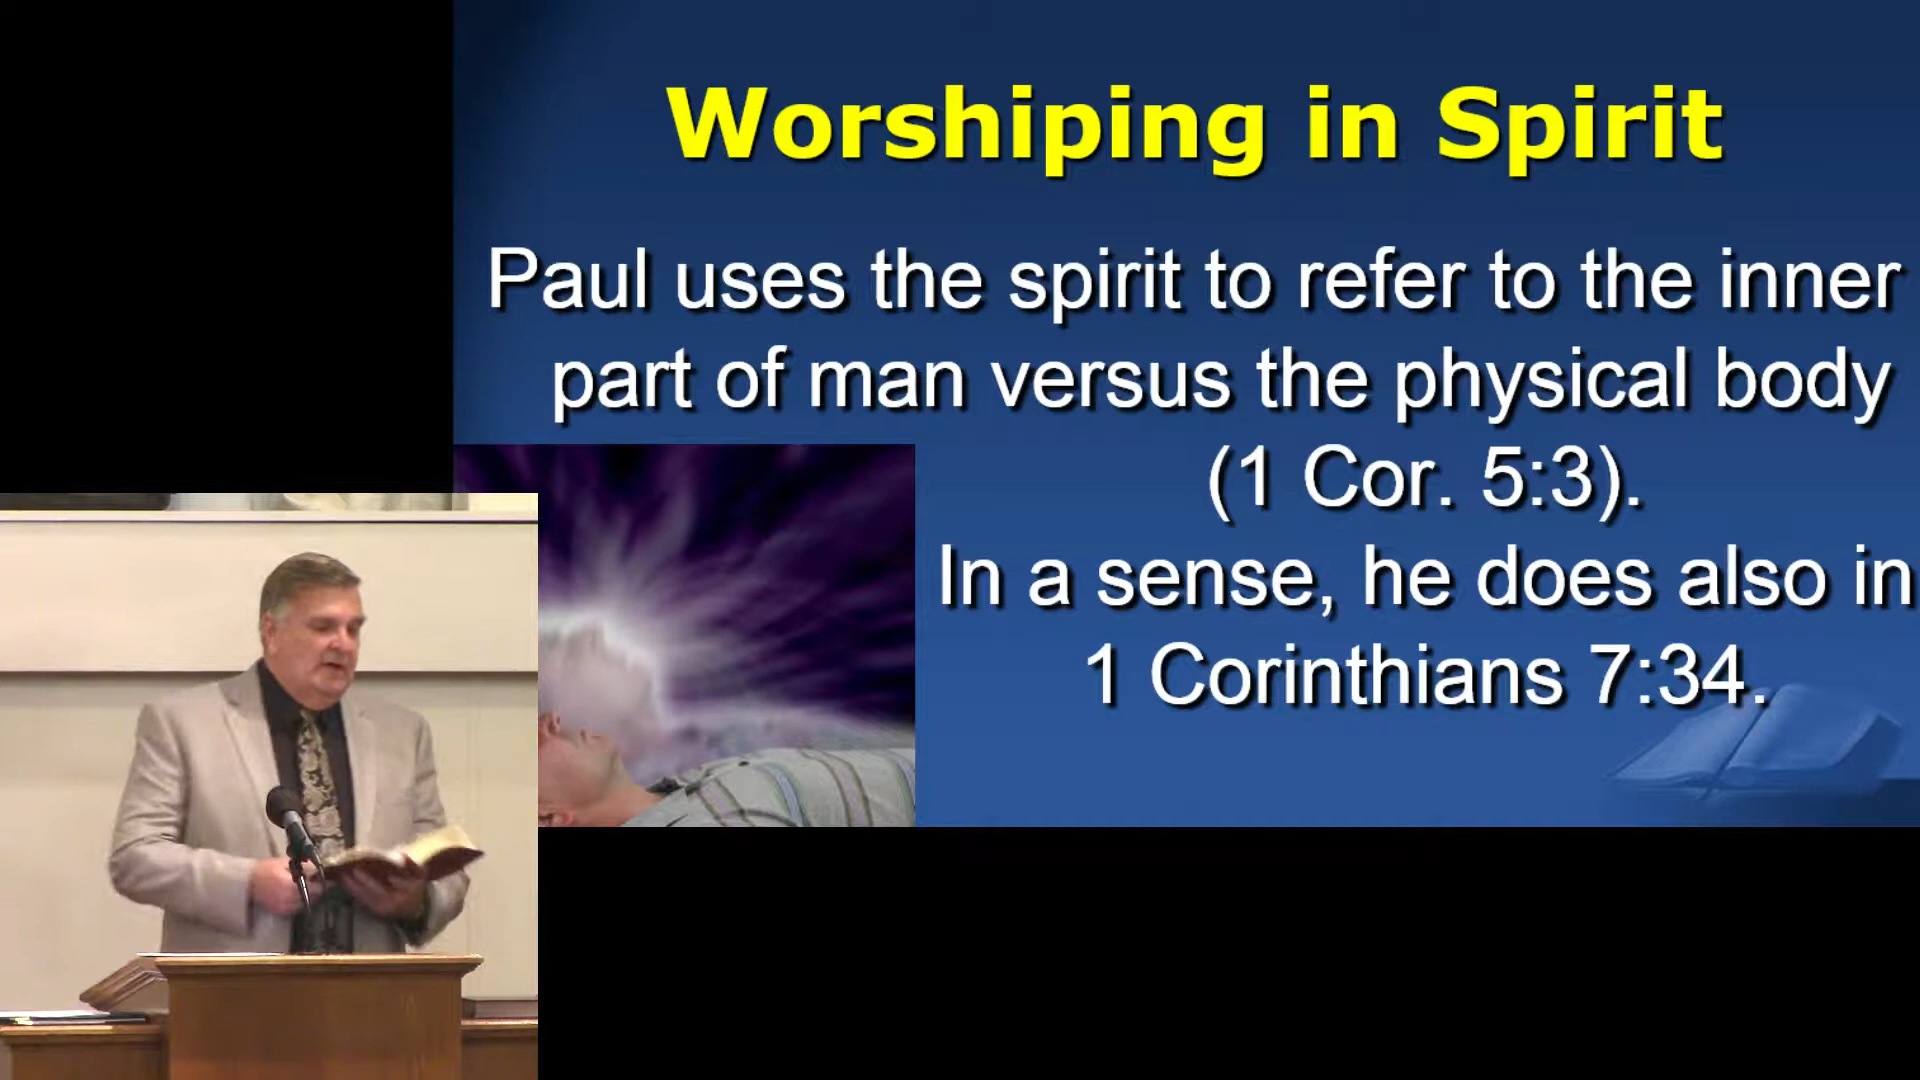 Worshiping in Spirit
Paul uses the spirit to refer to the inner
part of man versus the physical body
(1 Cor. 5:3).
In a sense, he does also in
1 Corinthians 7:34.